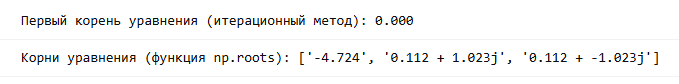 Первый корень уравнения (итерационный метод): 0.000
Корни уравнения (функция np.roots): ['-4.724', '0.112 + 1.023j', '0.112 + -1.023j']